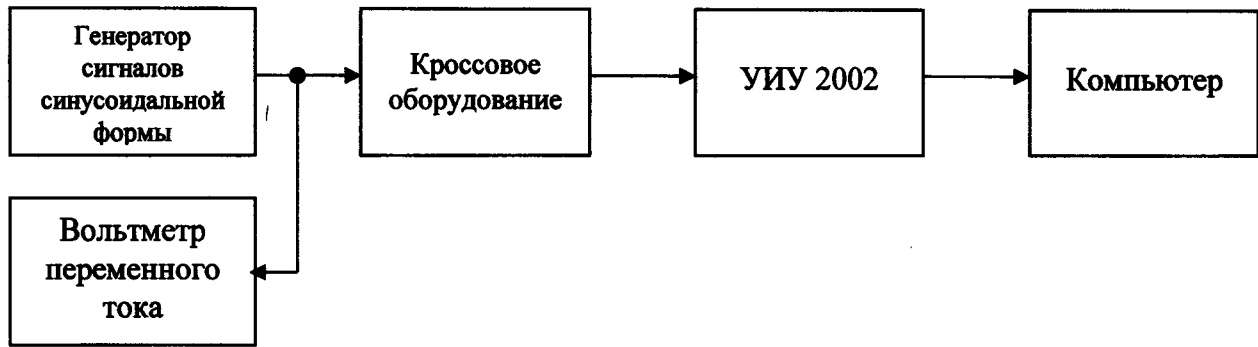 Генератор
сигналов
синусоидальной
формы
Кроссовое
оборудование
УИУ 2002
Компьютер
Вольтметр
переменного
тока